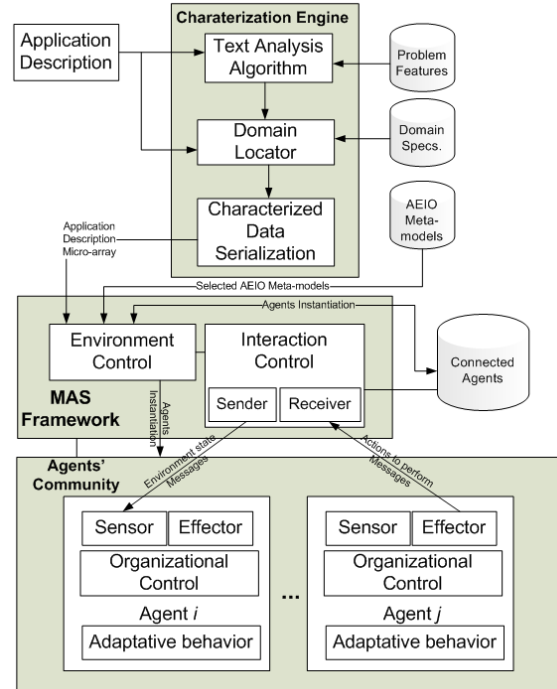 Charaterization Engine
Application
Description
Text Analysis
Algorithm
Problem
Features
Domain
Locator
Domain
Specs.
Characterized
Data
Serialization
AEIO
Meta-
models
Application
Description
Micro-array
Selected AEIO Meta-models
Agents Instantiation
Environment
Control
Interaction
Control
Sender
Receiver
Connected
Agents
MAS
Framework
Agents
Instantiation
Agents'
Community
Environment state
Messages
Actions to perform
Messages
Sensor
Effector
Organizational
Control
Agent i
Adaptative behavior
...
Sensor
Effector
Organizational
Control
Agent j
Adaptative behavior